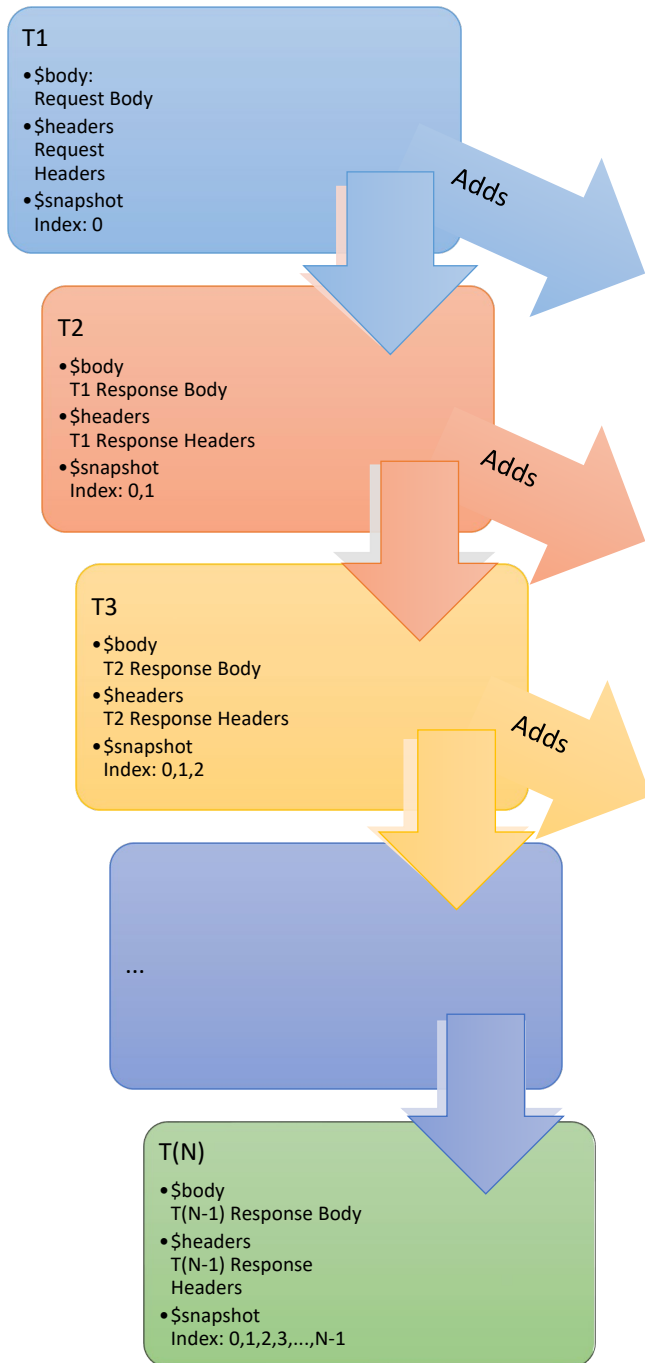 T1
•$body:
Request Body
•$headers
Request
Headers
•$snapshot
Index: 0
Adds
T2
•$body
T1 Response Body
•$headers
T1 Response Headers
•$snapshot
Index: 0,1
Adds
T3
•$body
T2 Response Body
•$headers
T2 Response Headers
•$snapshot
Index: 0,1,2
Adds
...
T(N)
•$body
T(N-1) Response Body
•$headers
T(N-1) Response
Headers
•$snapshot
Index: 0,1,2,3,...,N-1